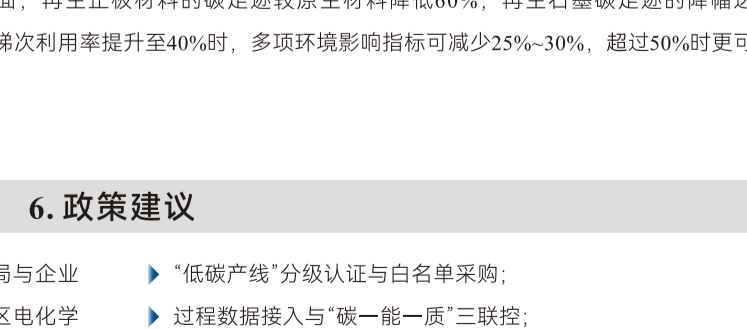 面，再生正极材料的碳足迹较原生材料降低60%，再生石墨碳足迹的降幅达
梯次利用率提升至40%时，多项环境影响指标可减少25%~30%，超过50%时更可
6. 政策建议
局与企业
“低碳产线”分级认证与白名单采购；
区电化学
过程数据接入与“碳—能—质”三联控；